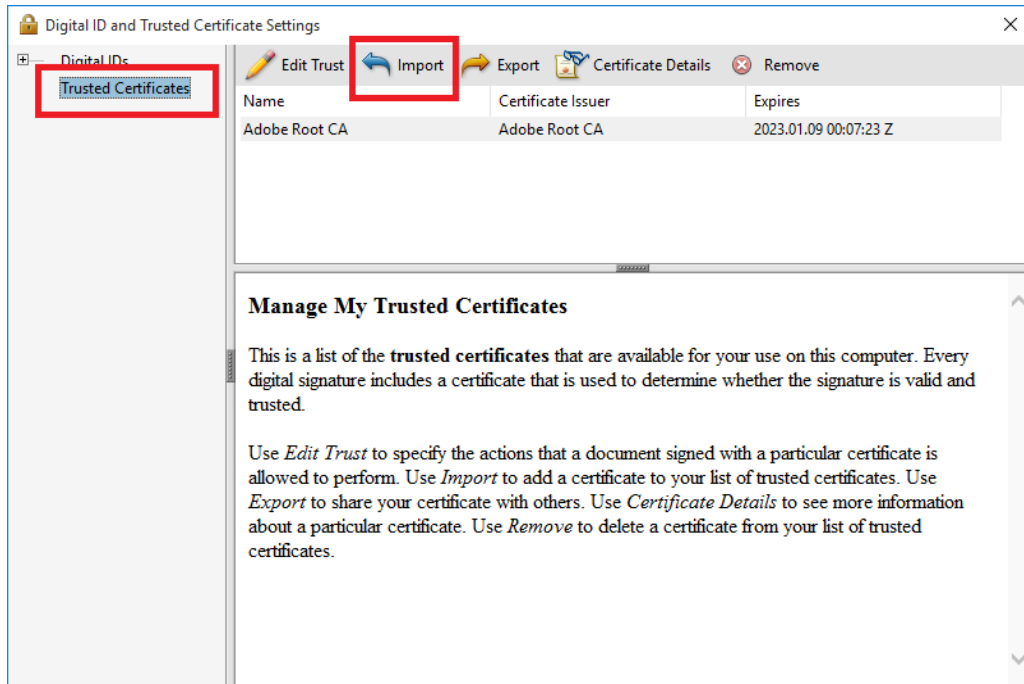 Digital ID and Trusted Certificate Settings
Digital IDs
Trusted Certificates
Edit Trust Import Export Certificate Details Remove
Name Certificate Issuer Expires
Adobe Root CA Adobe Root CA 2023.01.09 00:07:23 Z
Manage My Trusted Certificates
This is a list of the trusted certificates that are available for your use on this computer. Every
digital signature includes a certificate that is used to determine whether the signature is valid and
trusted.
Use Edit Trust to specify the actions that a document signed with a particular certificate is
allowed to perform. Use Import to add a certificate to your list of trusted certificates. Use
Export to share your certificate with others. Use Certificate Details to see more information
about a particular certificate. Use Remove to delete a certificate from your list of trusted
certificates.